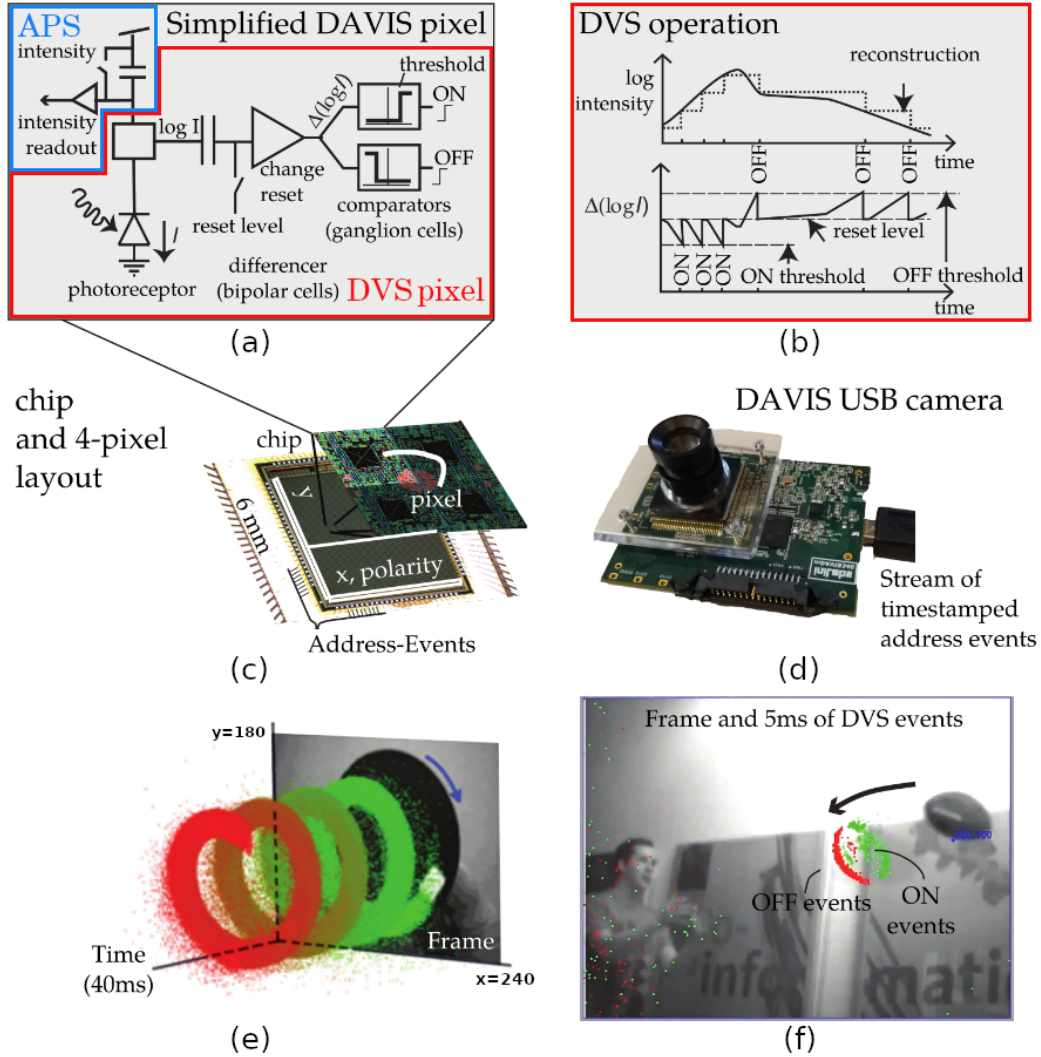 APS
Simplified DAVIS pixel
intensity
intensity
readout
log I
Δ(logI)
threshold
ON
OFF
change
reset
reset level
comparators
(ganglion cells)
I
photoreceptor
differencer
(bipolar cells)
DVS pixel
(a)
DVS operation
log
intensity
reconstruction
OFF
OFF
OFF
time
Δ(logI)
reset level
ON
ON
ON
ON threshold
OFF threshold
time
(b)
chip
and 4-pixel
layout
chip
pixel
y
6 mm
x, polarity
Address-Events
(c)
DAVIS USB camera
Stream of
timestamped
address events
(d)
y=180
Time
(40ms)
Frame
x=240
(e)
Frame and 5ms of DVS events
OFF events
ON
events
informatic
(f)